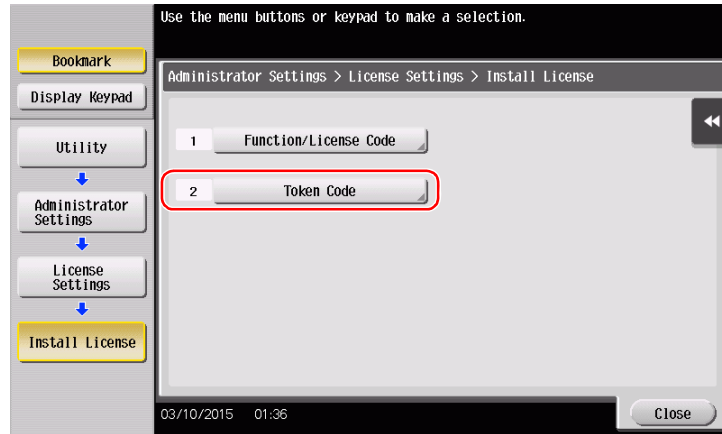 Use the menu buttons or keypad to make a selection.
Bookmark
Display Keypad
Utility
Administrator
Settings
License
Settings
Install License
Administrator Settings > License Settings > Install License
1 Function/License Code
2 Token Code
03/10/2015 01:36
Close